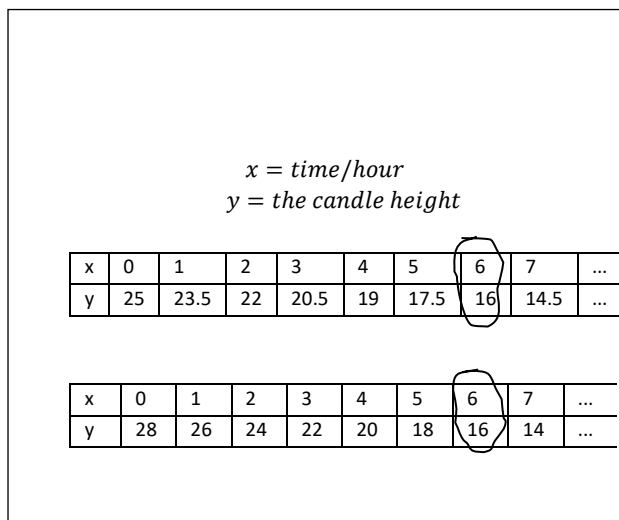 x = time/hour
y = the candle height
x 0 1 2 3 4 5 6 7 ...
y 25 23.5 22 20.5 19 17.5 16 14.5 ...
x 0 1 2 3 4 5 6 7 ...
y 28 26 24 22 20 18 16 14 ...